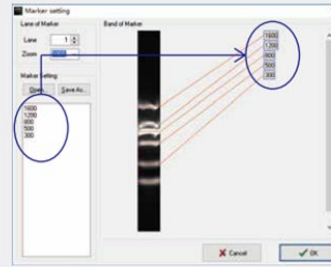 Marker setting
Lane of Marker
Lane 1
Zoom
Marker Setting:
Open... Save As...
1600
1200
800
500
300
Band of Marker
1600
1200
800
500
300
Cancel
OK